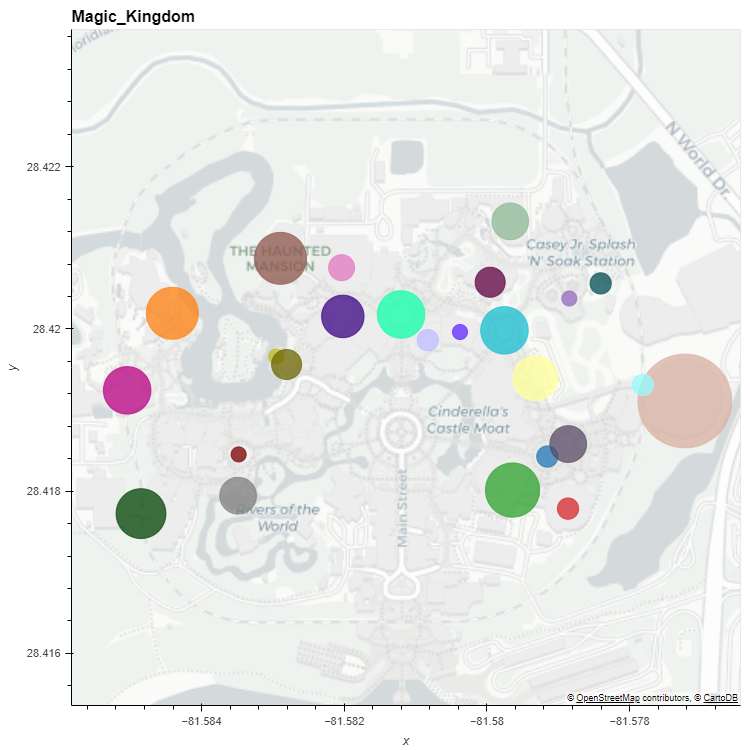 Magic_Kingdom
N World Dr.
28.422
THE HAUNTED
MANSION
Casey Jr. Splash
'N' Soak Station
28.42
y
Cinderella's
Castle Moat
28.418
Rivers of the
World
Main Street
28.416
© OpenStreetMap contributors, © CartoDB
−81.584
−81.582
−81.58
−81.578
x